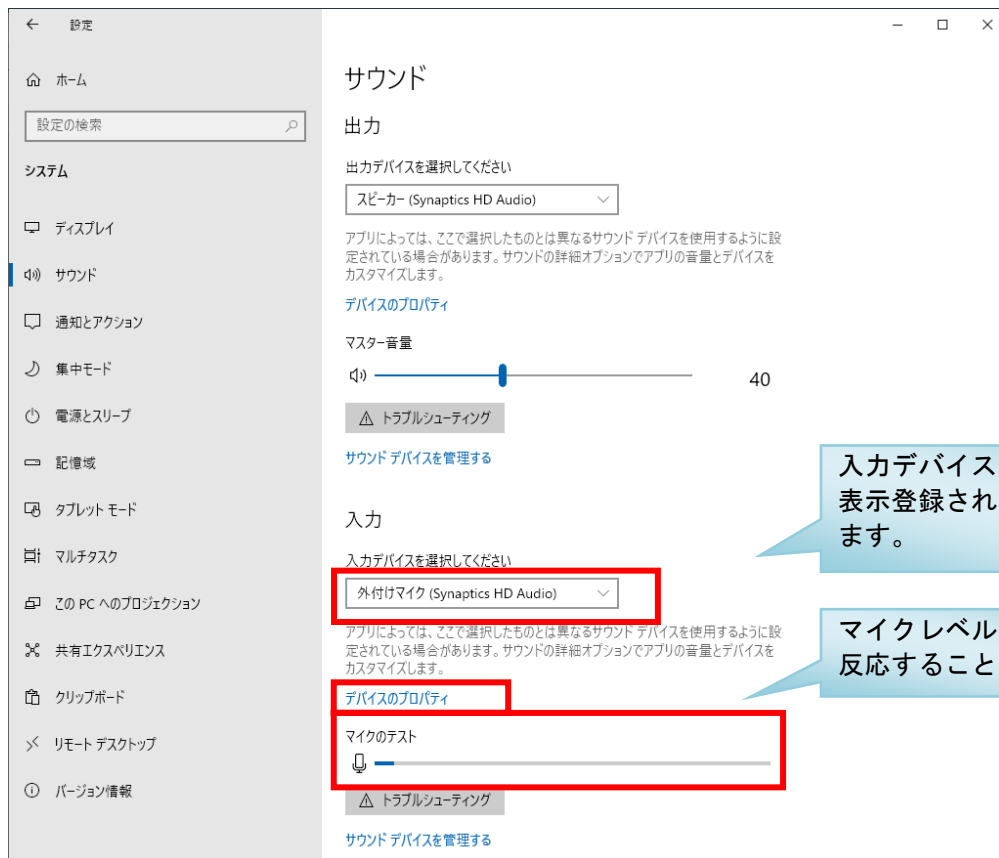 設定
ホーム
設定の検索
システム
ディスプレイ
サウンド
通知とアクション
集中モード
電源とスリープ
記憶域
タブレット モード
マルチタスク
この PC へのプロジェクション
共有エクスペリエンス
クリップボード
リモート デスクトップ
バージョン情報
サウンド
出力
出力デバイスを選択してください
スピーカー (Synaptics HD Audio)
アプリによっては、ここで選択したものとは異なるサウンド デバイスを使用するように設
定されている場合があります。サウンドの詳細オプションでアプリの音量とデバイスを
カスタマイズします。
デバイスのプロパティ
マスター音量
40
トラブルシューティング
サウンド デバイスを管理する
入力
入力デバイスを選択してください
外付けマイク (Synaptics HD Audio)
アプリによっては、ここで選択したものとは異なるサウンド デバイスを使用するように設
定されている場合があります。サウンドの詳細オプションでアプリの音量とデバイスを
カスタマイズします。
デバイスのプロパティ
マイクのテスト
トラブルシューティング
サウンド デバイスを管理する
入力デバイス
表示登録され
ます。
マイクレベル
反応すること